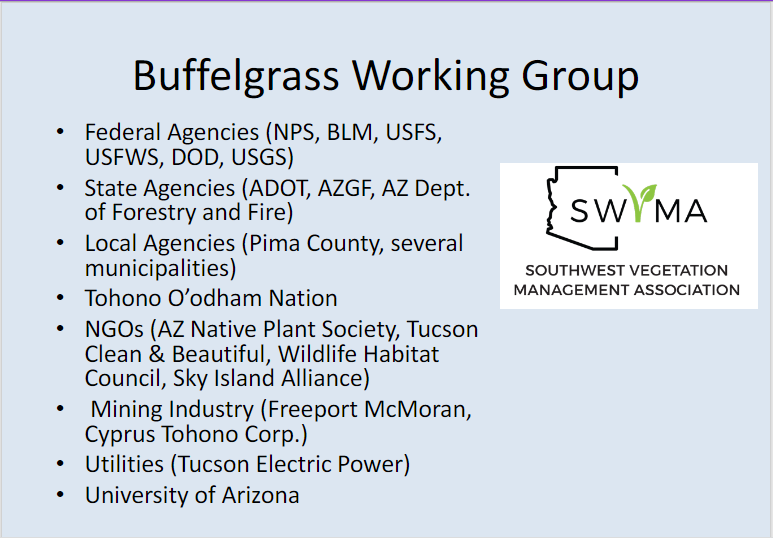 Buffelgrass Working Group
• Federal Agencies (NPS, BLM, USFS,
USFWS, DOD, USGS)
• State Agencies (ADOT, AZGF, AZ Dept.
of Forestry and Fire)
• Local Agencies (Pima County, several
municipalities)
• Tohono O’odham Nation
• NGOs (AZ Native Plant Society, Tucson
Clean & Beautiful, Wildlife Habitat
Council, Sky Island Alliance)
• Mining Industry (Freeport McMoran,
Cyprus Tohono Corp.)
• Utilities (Tucson Electric Power)
• University of Arizona
SWVMA
SOUTHWEST VEGETATION
MANAGEMENT ASSOCIATION